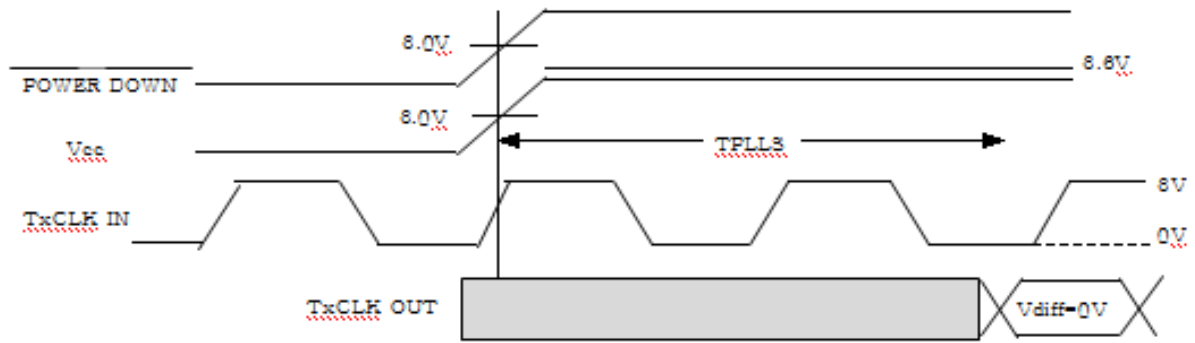 8.0V
POWER DOWN
8.6V
8.0V
Vcc
TPLLS
TxCLK IN
8V
0V
TxCLK OUT
Vdiff=0V